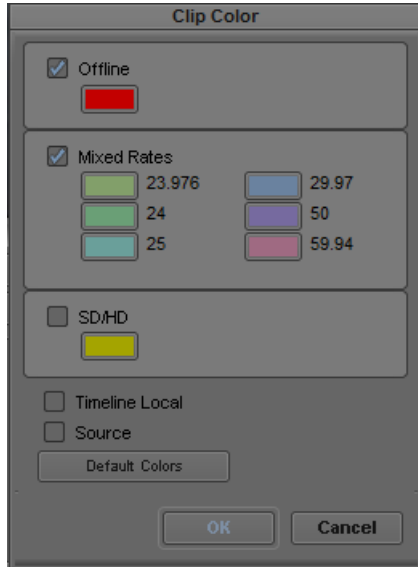 Clip Color
Offline
Mixed Rates
23.976 29.97
24 50
25 59.94
SD/HD
Timeline Local
Source
Default Colors
OK Cancel